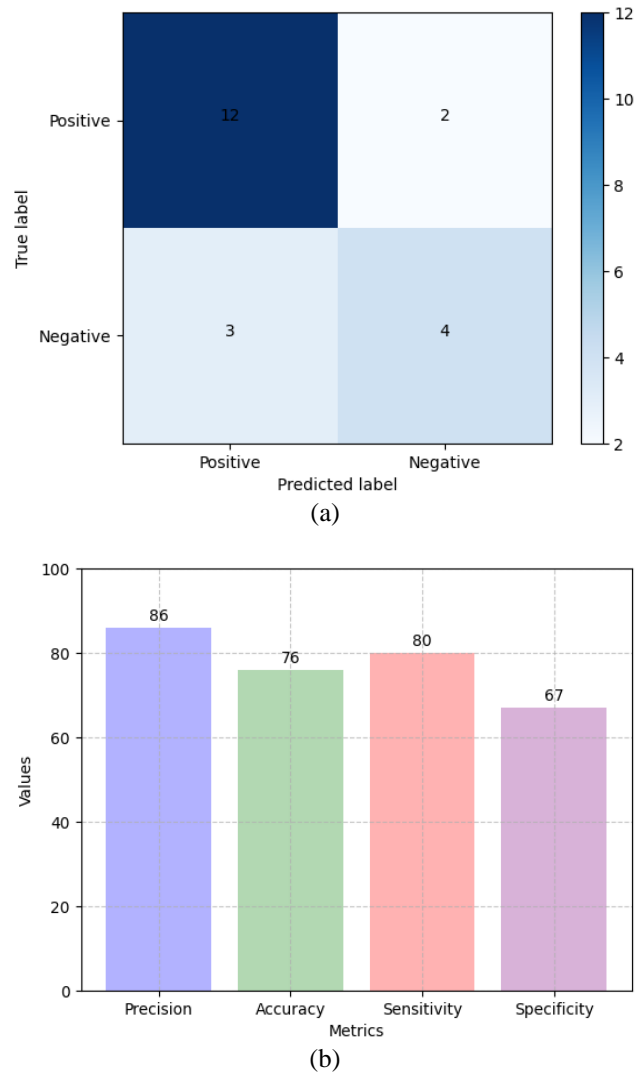 12
Positive
12
2
10
8
True label
6
Negative
3
4
4
2
Positive
Negative
Predicted label
(a)
100
86
80
80
76
67
60
Values
40
20
0
Precision
Accuracy
Sensitivity
Specificity
Metrics
(b)